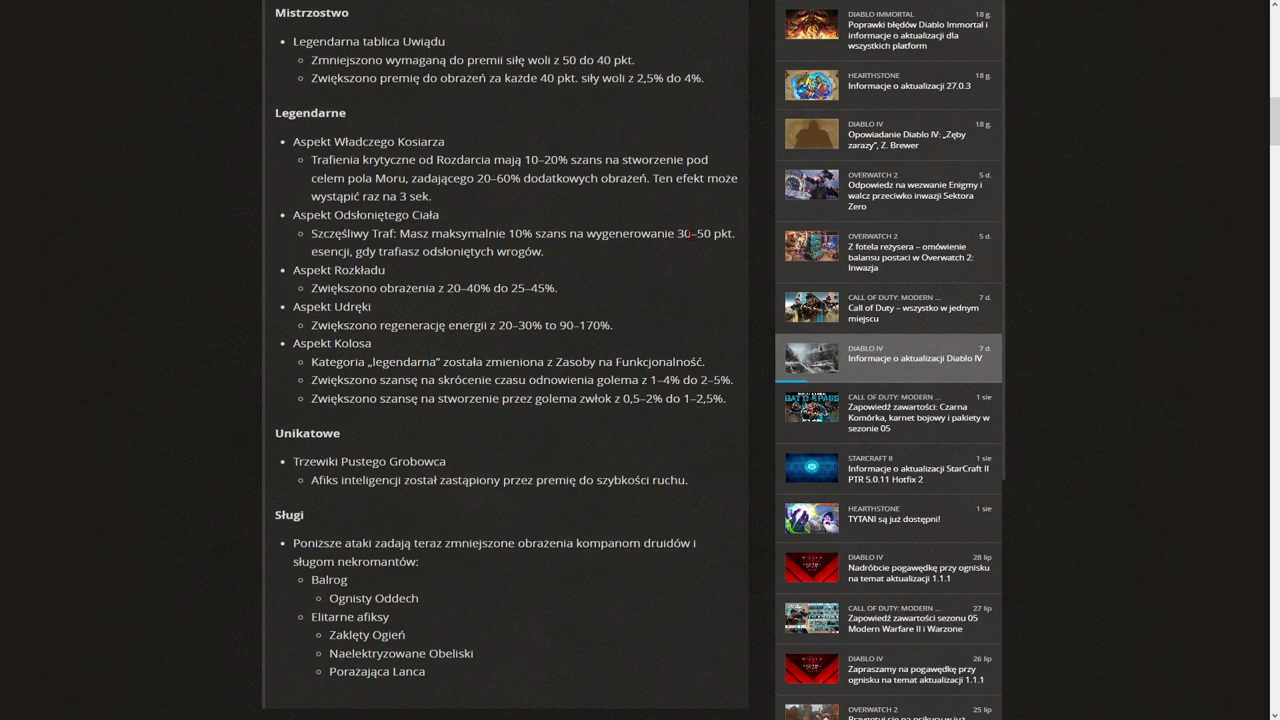 Mistrzostwo
Legendarna tablica Uwiądu
Zmniejszono wymaganą do premii siłę woli z 50 do 40 pkt.
Zwiększono premię do obrażeń za każde 40 pkt. siły woli z 2,5% do 4%.
Legendarne
Aspekt Władczego Kosiarza
Trafienia krytyczne od Rozdarcia mają 10–20% szans na stworzenie pod
celem pola Moru, zadającego 20–60% dodatkowych obrażeń. Ten efekt może
wystąpić raz na 3 sek.
Aspekt Odsłoniętego Ciała
Szczęśliwy Traf: Masz maksymalnie 10% szans na wygenerowanie 30–50 pkt.
esencji, gdy trafiasz odsłoniętych wrogów.
Aspekt Rozkładu
Zwiększono obrażenia z 20–40% do 25–45%.
Aspekt Udręki
Zwiększono regenerację energii z 20–30% to 90–170%.
Aspekt Kolosa
Kategoria „legendarna” została zmieniona z Zasoby na Funkcjonalność.
Zwiększono szansę na skrócenie czasu odnowienia golema z 1–4% do 2–5%.
Zwiększono szansę na stworzenie przez golema zwłok z 0,5–2% do 1–2,5%.
Unikatowe
Trzewiki Pustego Grobowca
Afiks inteligencji został zastąpiony przez premię do szybkości ruchu.
Sługi
Poniższe ataki zadają teraz zmniejszone obrażenia kompanom druidów i
sługom nekromantów:
Balrog
Ognisty Oddech
Elitarne afiksy
Zaklęty Ogień
Naelektryzowane Obeliski
Porażająca Lanca
DIABLO IMMORTAL 18 g.
Poprawki błędów Diablo Immortal i
informacje o aktualizacji dla
wszystkich platform
HEARTHSTONE 18 g.
Informacje o aktualizacji 27.0.3
DIABLO IV 18 g.
Opowiadanie Diablo IV: „Zęby
zarazy”, Z. Brewer
OVERWATCH 2 5 d.
Odpowiedz na wezwanie Enigmy i
walcz przeciwko inwazji Sektora
Zero
OVERWATCH 2 5 d.
Z fotela reżysera – omówienie
balansu postaci w Overwatch 2:
Inwazja
CALL OF DUTY: MODERN ... 7 d.
Call of Duty – wszystko w jednym
miejscu
DIABLO IV 7 d.
Informacje o aktualizacji Diablo IV
CALL OF DUTY: MODERN ... 1 sie
Zapowiedź zawartości: Czarna
Komórka, karnet bojowy i pakiety w
sezonie 05
STARCRAFT II 1 sie
Informacje o aktualizacji StarCraft II
PTR 5.0.11 Hotfix 2
HEARTHSTONE 1 sie
TYTANI są już dostępni!
DIABLO IV 28 lip
Nadróbcie pogawędkę przy ognisku
na temat aktualizacji 1.1.1
CALL OF DUTY: MODERN ... 27 lip
Zapowiedź zawartości sezonu 05
Modern Warfare II i Warzone
DIABLO IV 26 lip
Zapraszamy na pogawędkę przy
ognisku na temat aktualizacji 1.1.1
OVERWATCH 2 25 lip